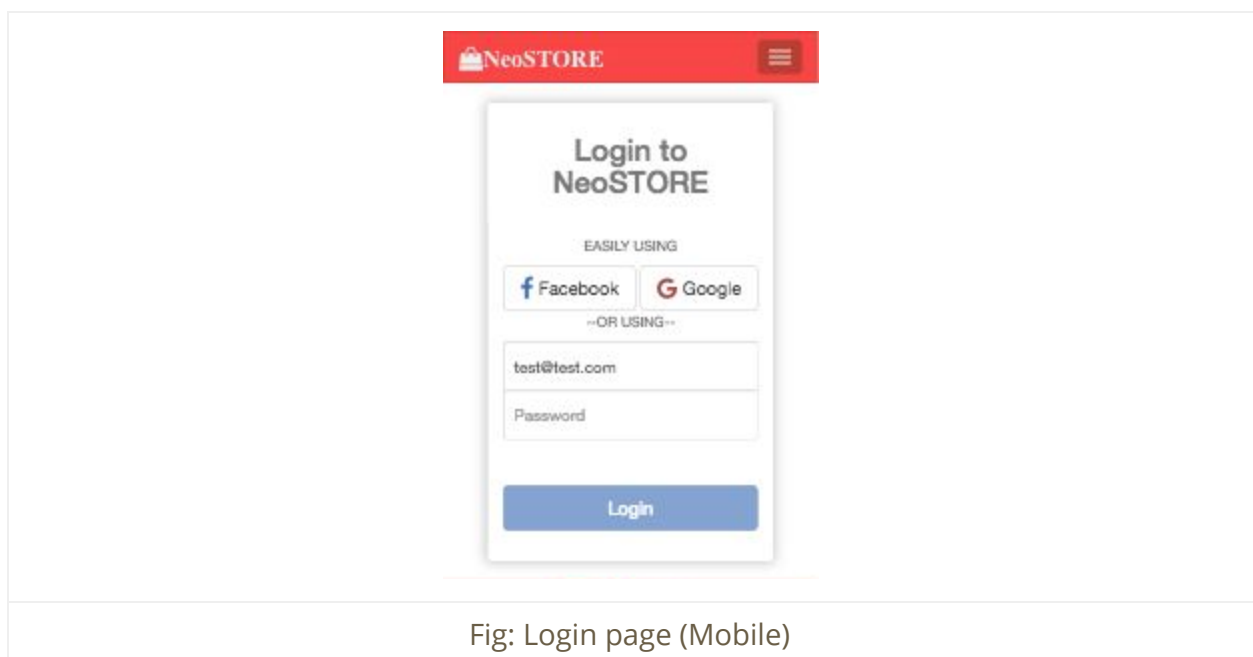 NeoSTORE
Login to
NeoSTORE
EASILY USING
Facebook
Google
--OR USING--
test@test.com
Password
Login
Fig: Login page (Mobile)